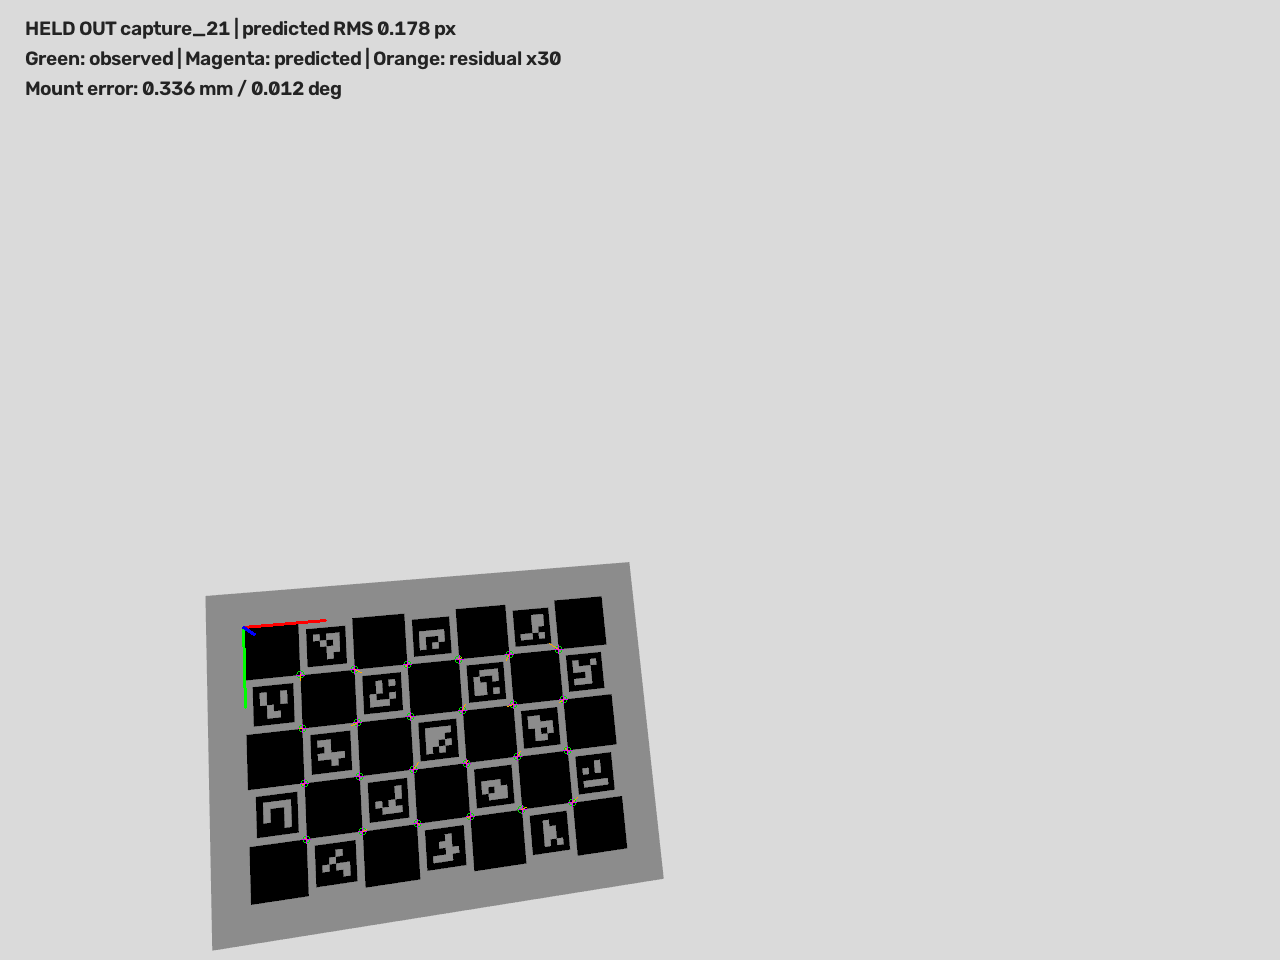 HELD OUT capture_21 | predicted RMS 0.178 px
Green: observed | Magenta: predicted | Orange: residual x30
Mount error: 0.336 mm / 0.012 deg